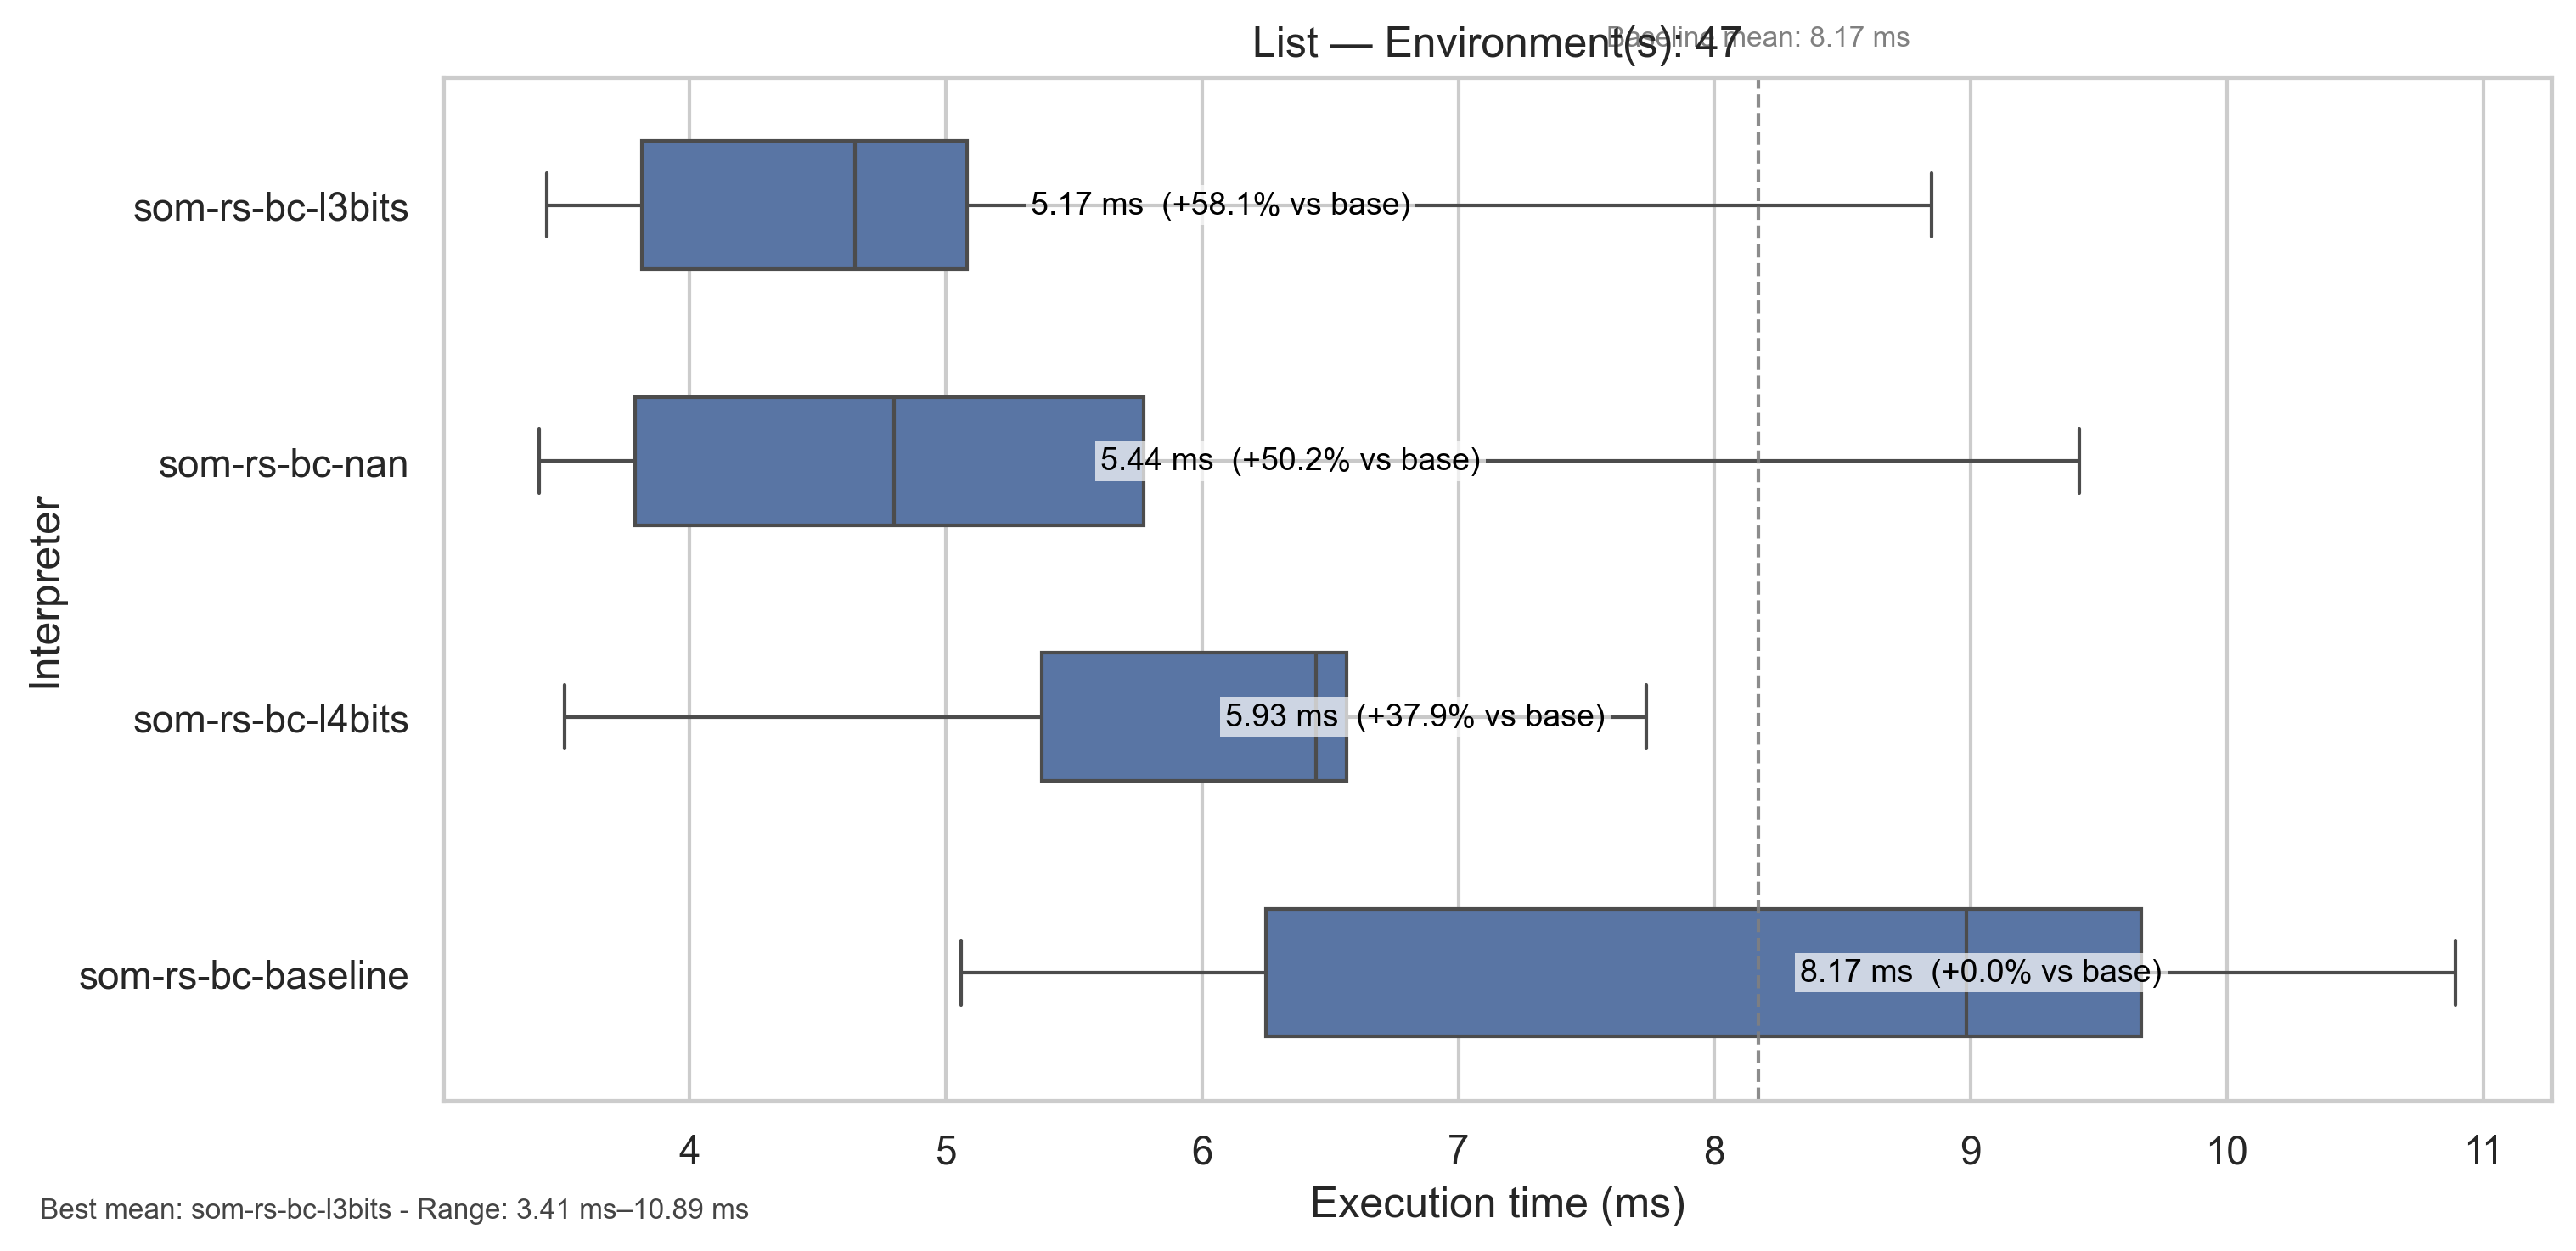 List — Environment(s): 47
Baseline mean: 8.17 ms
som-rs-bc-l3bits
5.17 ms (+58.1% vs base)
som-rs-bc-nan
5.44 ms (+50.2% vs base)
Interpreter
som-rs-bc-l4bits
5.93 ms (+37.9% vs base)
som-rs-bc-baseline
8.17 ms (+0.0% vs base)
4 5 6 7 8 9 10 11
Execution time (ms)
Best mean: som-rs-bc-l3bits - Range: 3.41 ms–10.89 ms